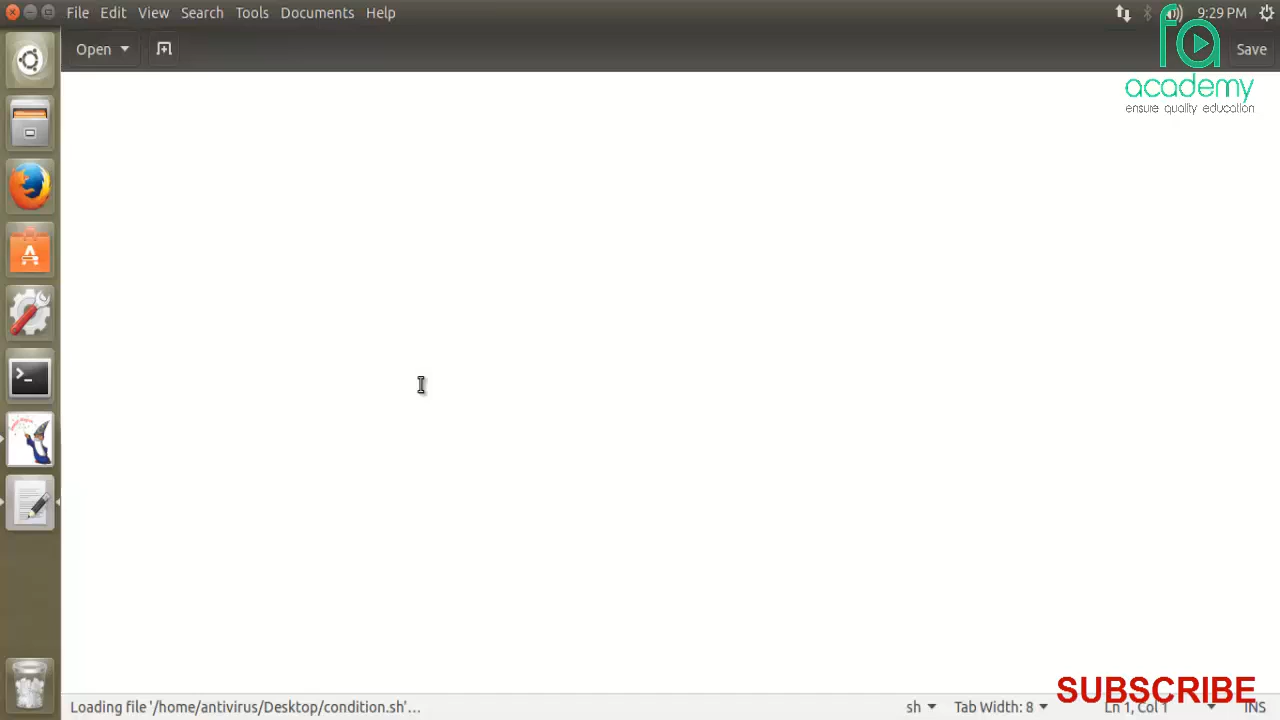 File Edit View Search Tools Documents Help 9:29 PM
Open Save
fa
academy
ensure quality education
SUBSCRIBE
Loading file '/home/antivirus/Desktop/condition.sh'... sh Tab Width: 8 Ln 1, Col 1 INS